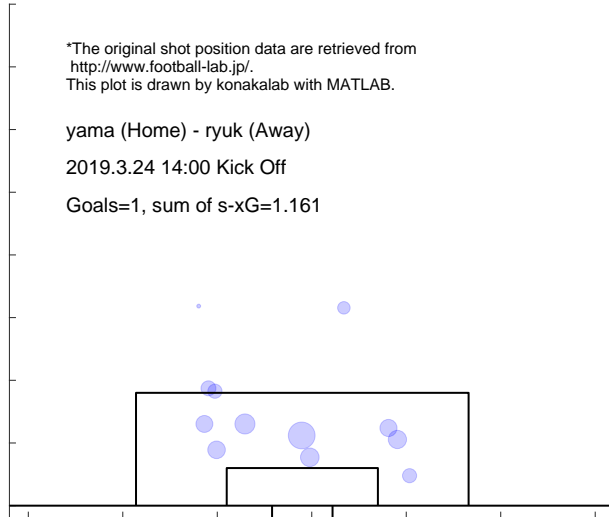 *The original shot position data are retrieved from
http://www.football-lab.jp/.
This plot is drawn by konakalab with MATLAB.
yama (Home) - ryuk (Away)
2019.3.24 14:00 Kick Off
Goals=1, sum of s-xG=1.161